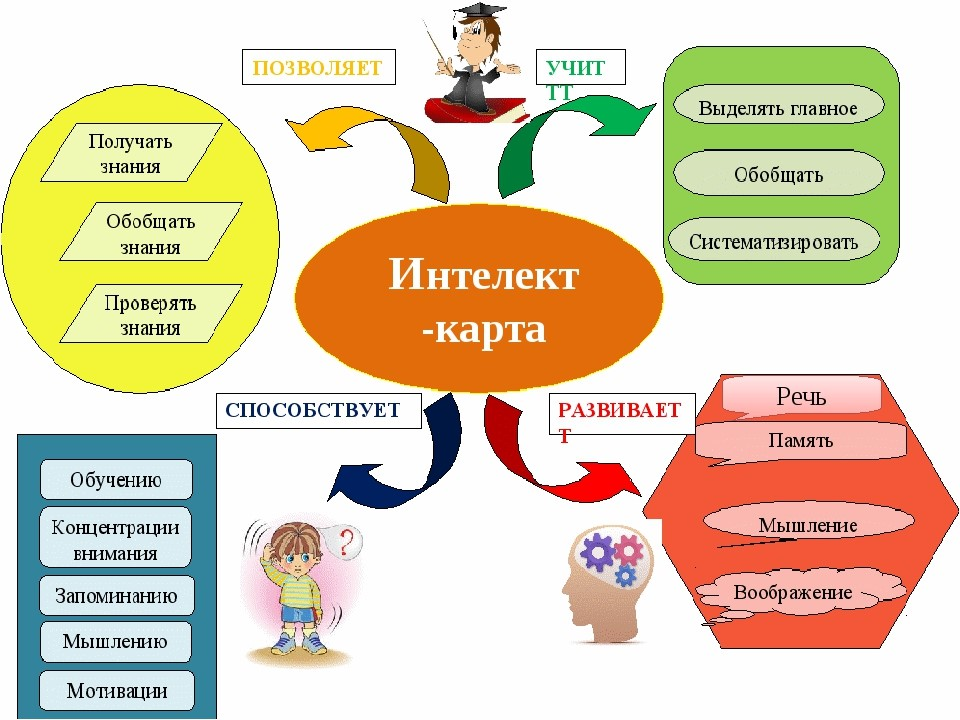 ПОЗВОЛЯЕТ
УЧИТ
ТТ
Получать
знания
Обобщать
знания
Проверять
знания
Выделять главное
Обобщать
Систематизировать
Интелект
-карта
СПОСОБСТВУЕТ
РАЗВИВАЕТ
Т
Обучению
Концентрации
внимания
Запоминанию
Мышлению
Мотивации
?
Речь
Память
Мышление
Воображение